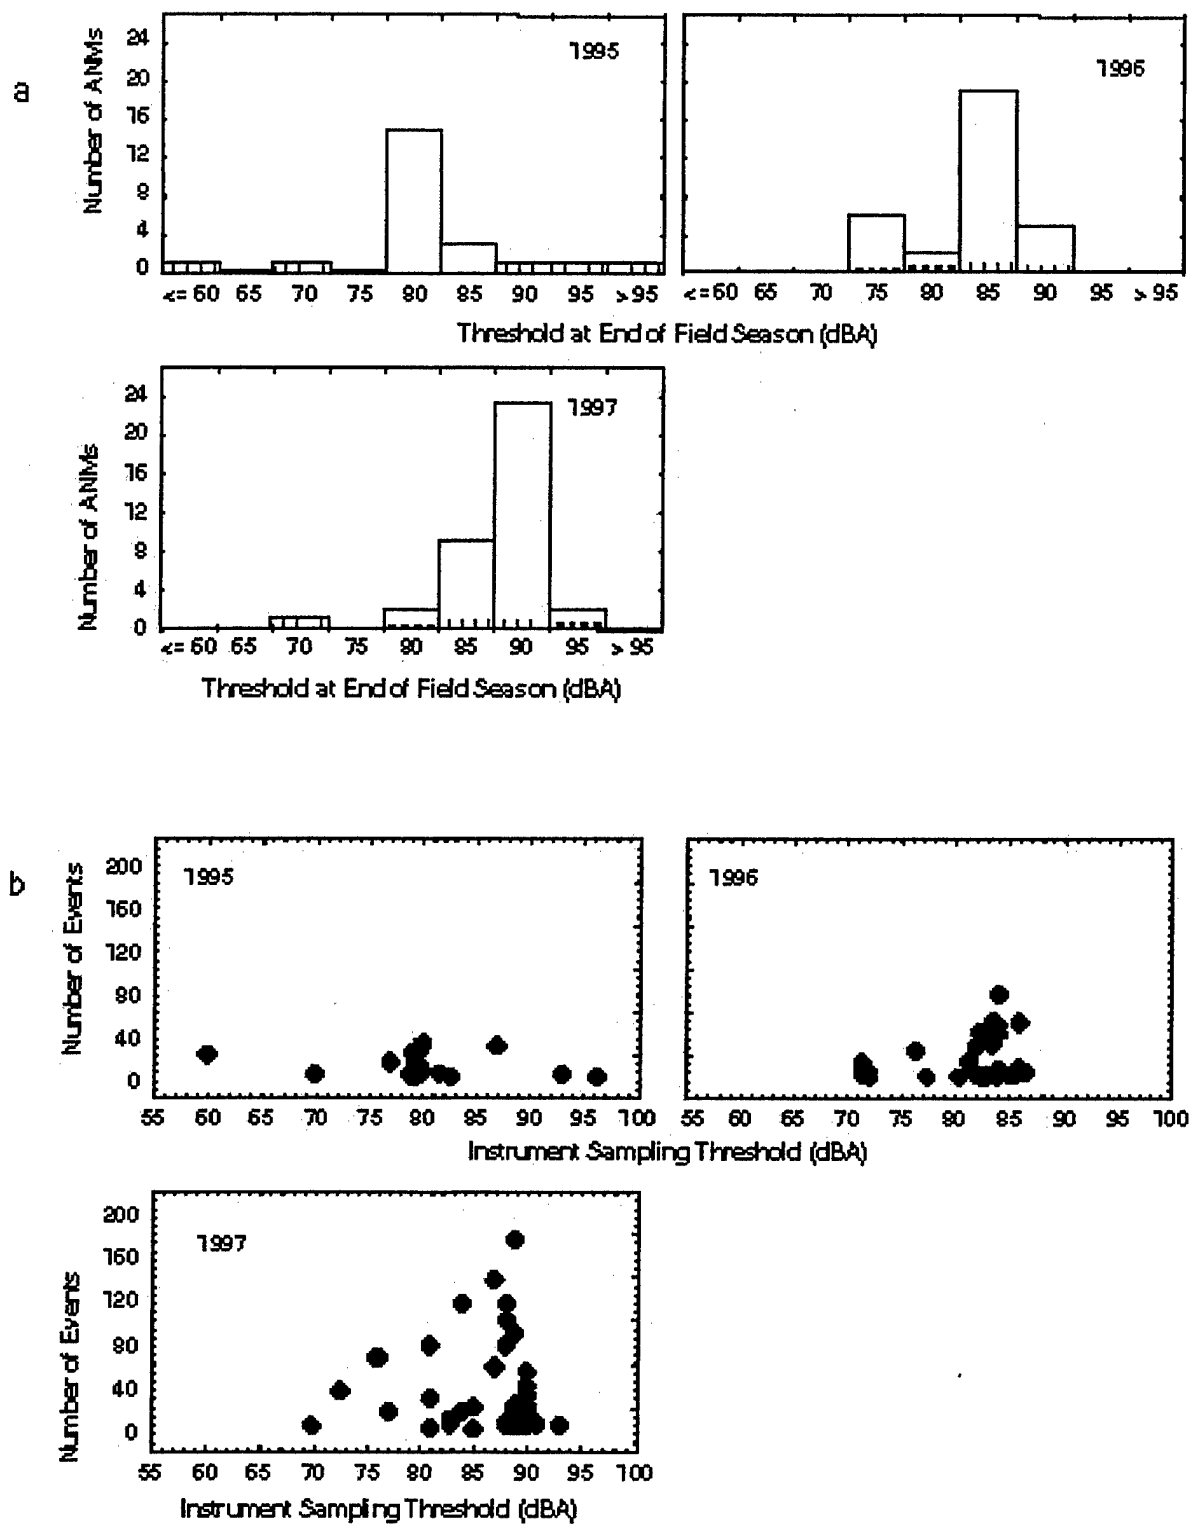 a
Number of ANMs
24
20
16
12
8
4
0
1995
<= 60 65 70 80 85 90 95 > 95
1996
<= 60 65 70 80 85 90 95 > 95
Threshold at End of Field Season (dBA)
Number of ANMs
24
20
16
12
8
4
0
1997
<= 60 65 70 75 80 85 90 95 > 95
Threshold at End of Field Season (dBA)
b
Number of Events
200
160
120
80
40
0
1995
55 60 65 70 75 80 85 90 95 100
1996
55 60 65 70 75 80 85 90 95 100
Instrument Sampling Threshold (dBA)
Number of Events
200
160
120
80
40
0
1997
55 60 65 70 75 80 85 90 95 100
Instrument Sampling Threshold (dBA)